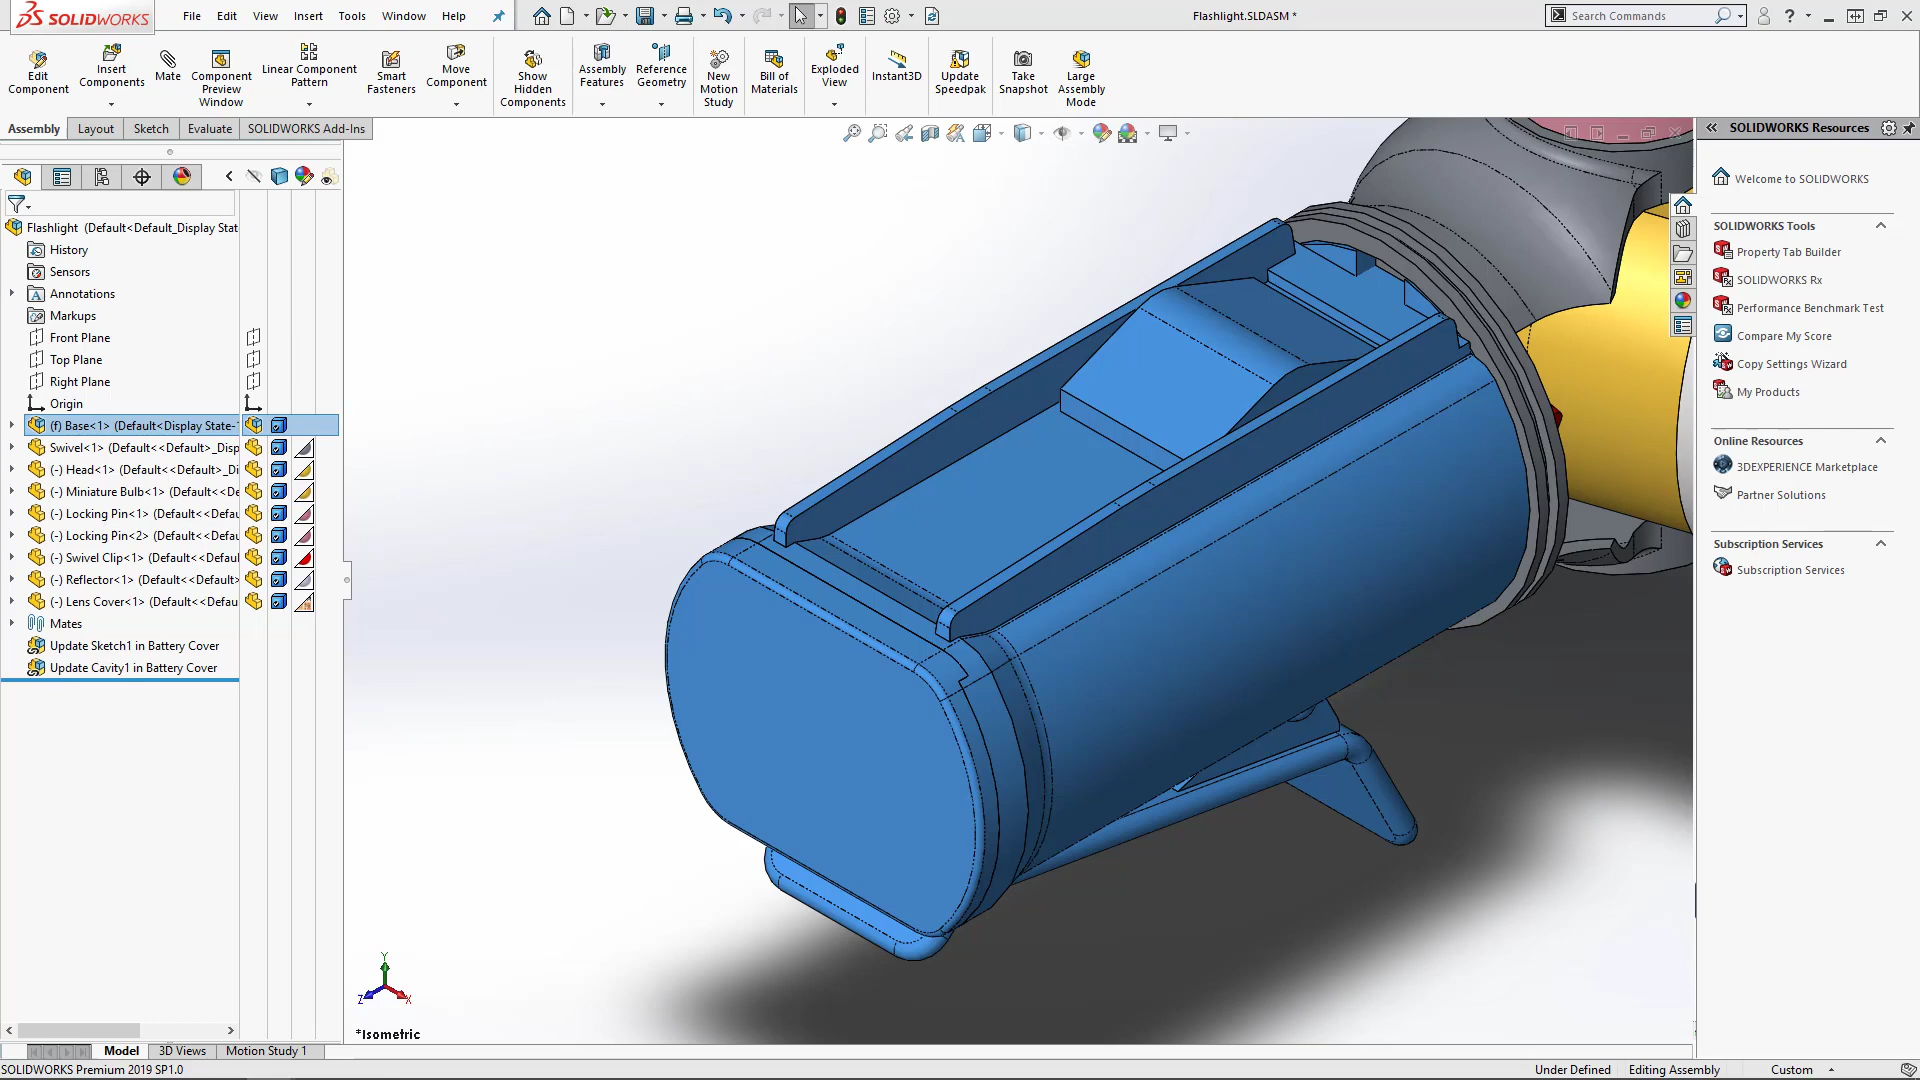 SOLIDWORKS
File Edit View Insert Tools Window Help
Flashlight.SLDASM *
Search Commands
Edit Component
Insert Components
Mate
Component Preview Window
Linear Component Pattern
Smart Fasteners
Move Component
Show Hidden Components
Assembly Features
Reference Geometry
New Motion Study
Bill of Materials
Exploded View
Instant3D
Update Speedpak
Take Snapshot
Large Assembly Mode
Assembly Layout Sketch Evaluate SOLIDWORKS Add-Ins
Flashlight (Default<Default_Display Stat
History
Sensors
Annotations
Markups
Front Plane
Top Plane
Right Plane
Origin
(f) Base<1> (Default<Display State-
Swivel<1> (Default<<Default>_Disp
(-) Head<1> (Default<<Default>_Di
(-) Miniature Bulb<1> (Default<<De
(-) Locking Pin<1> (Default<<Defau
(-) Locking Pin<2> (Default<<Defau
(-) Swivel Clip<1> (Default<<Defaul
(-) Reflector<1> (Default<<Default>
(-) Lens Cover<1> (Default<<Defau
Mates
Update Sketch1 in Battery Cover
Update Cavity1 in Battery Cover
Y
Z
X
*Isometric
SOLIDWORKS Resources
Welcome to SOLIDWORKS
SOLIDWORKS Tools
Property Tab Builder
SOLIDWORKS Rx
Performance Benchmark Test
Compare My Score
Copy Settings Wizard
My Products
Online Resources
3DEXPERIENCE Marketplace
Partner Solutions
Subscription Services
Subscription Services
Model 3D Views Motion Study 1
SOLIDWORKS Premium 2019 SP1.0
Under Defined Editing Assembly Custom